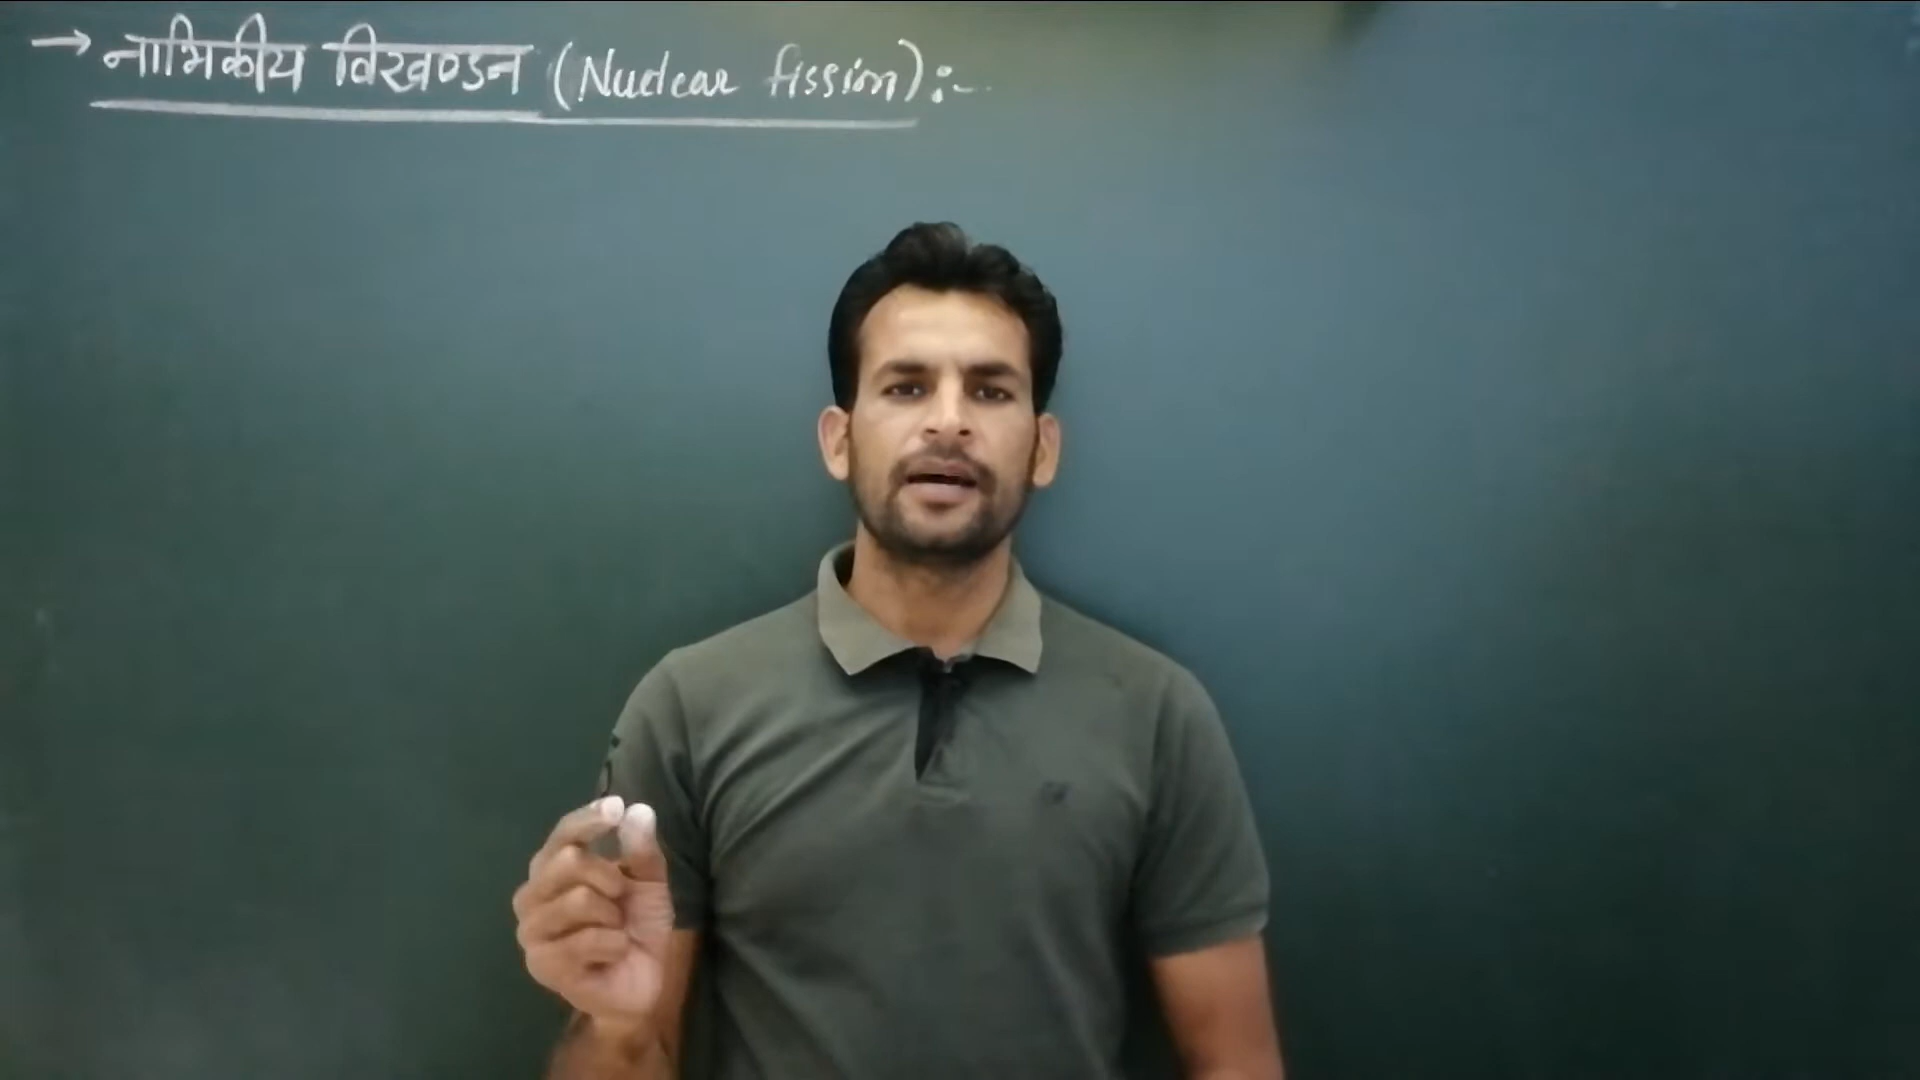 → नाभिकीय विखण्डन (Nuclear fission):-